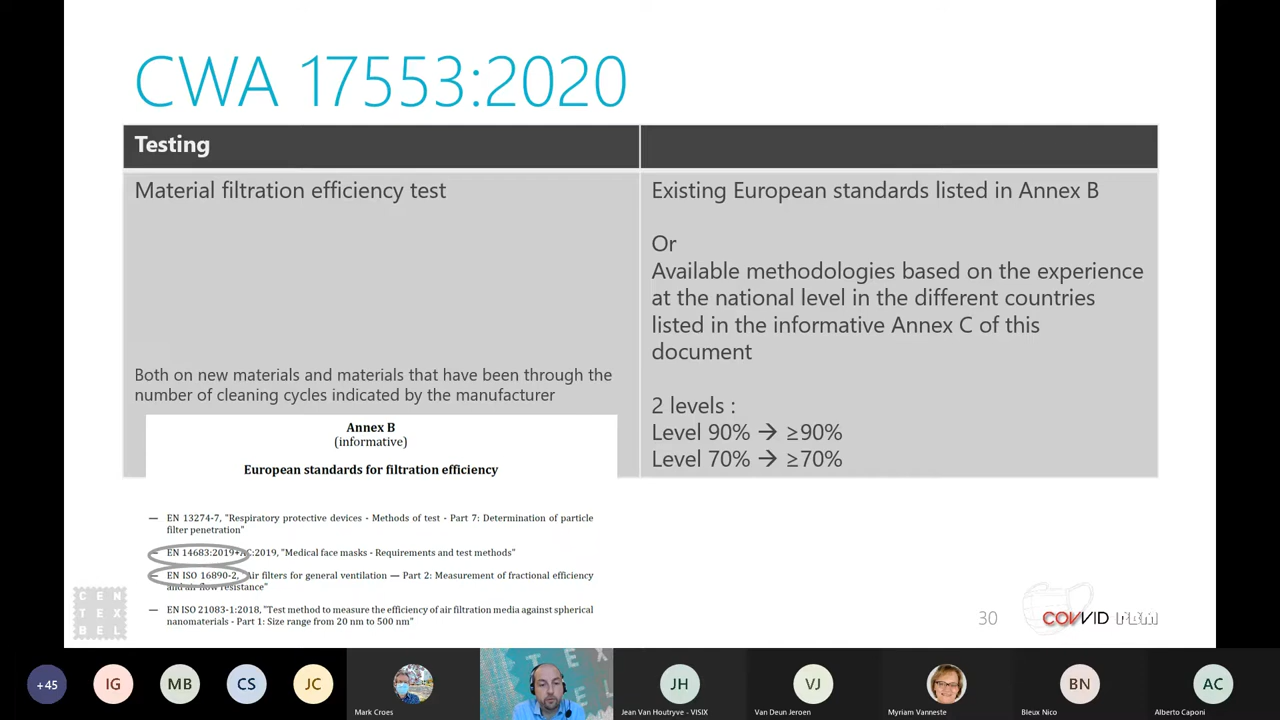 CWA 17553:2020
Testing
Material filtration efficiency test
Both on new materials and materials that have been through the
number of cleaning cycles indicated by the manufacturer
Existing European standards listed in Annex B
Or
Available methodologies based on the experience
at the national level in the different countries
listed in the informative Annex C of this
document
2 levels :
Level 90% → ≥90%
Level 70% → ≥70%
Annex B
(informative)
European standards for filtration efficiency
— EN 13274-7, "Respiratory protective devices - Methods of test - Part 7: Determination of particle
filter penetration"
— EN 14683:2019+AC:2019, "Medical face masks - Requirements and test methods"
— EN ISO 16890-2, "Air filters for general ventilation — Part 2: Measurement of fractional efficiency
and air flow resistance"
— EN ISO 21083-1:2018, "Test method to measure the efficiency of air filtration media against spherical
nanomaterials - Part 1: Size range from 20 nm to 500 nm"
CEN
TEX
BEL
30
COVVID PBM
+45
IG
MB
CS
JC
Mark Croes
JH
Jean Van Houtryve - VISIX
VJ
Van Deun Jeroen
Myriam Vanneste
BN
Bleux Nico
AC
Alberto Caponi